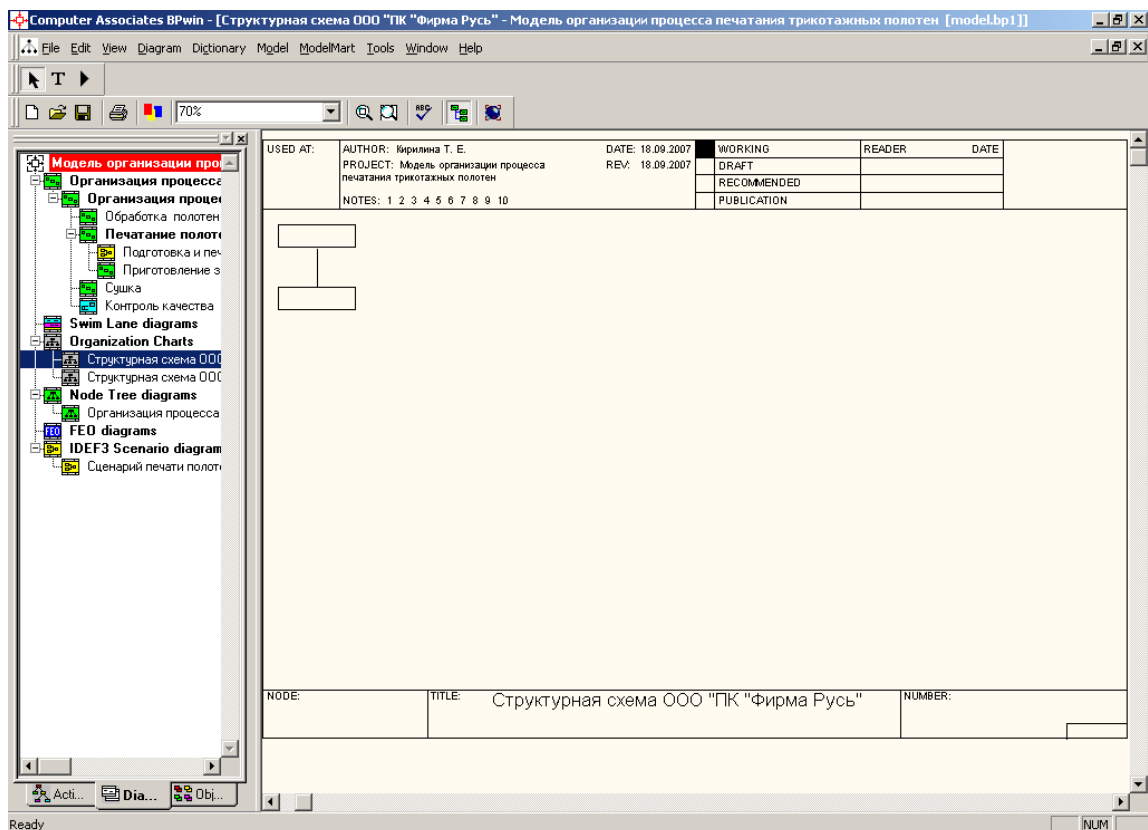 Computer Associates BPwin - [Структурная схема ООО "ПК "Фирма Русь" - Модель организации процесса печатания трикотажных полотен [model.bp1]]
File Edit View Diagram Dictionary Model ModelMart Tools Window Help
T
70%
ABC
Модель организации про
Организация процесса
Организация процес
Обработка полотен
Печатание полоте
Подготовка и печ
Приготовление з
Сушка
Контроль качества
Swim Lane diagrams
Organization Charts
Структурная схема ООО
Структурная схема ООО
Node Tree diagrams
Организация процесса
FEO diagrams
IDEF3 Scenario diagram
Сценарий печати полоте
Acti... Dia... Obj...
USED AT:
AUTHOR: Кирилина Т. Е.
DATE: 18.09.2007
PROJECT: Модель организации процесса
печатания трикотажных полотен
REV: 18.09.2007
NOTES: 1 2 3 4 5 6 7 8 9 10
WORKING
DRAFT
RECOMMENDED
PUBLICATION
READER DATE
NODE:
TITLE: Структурная схема ООО "ПК "Фирма Русь"
NUMBER:
Ready
NUM